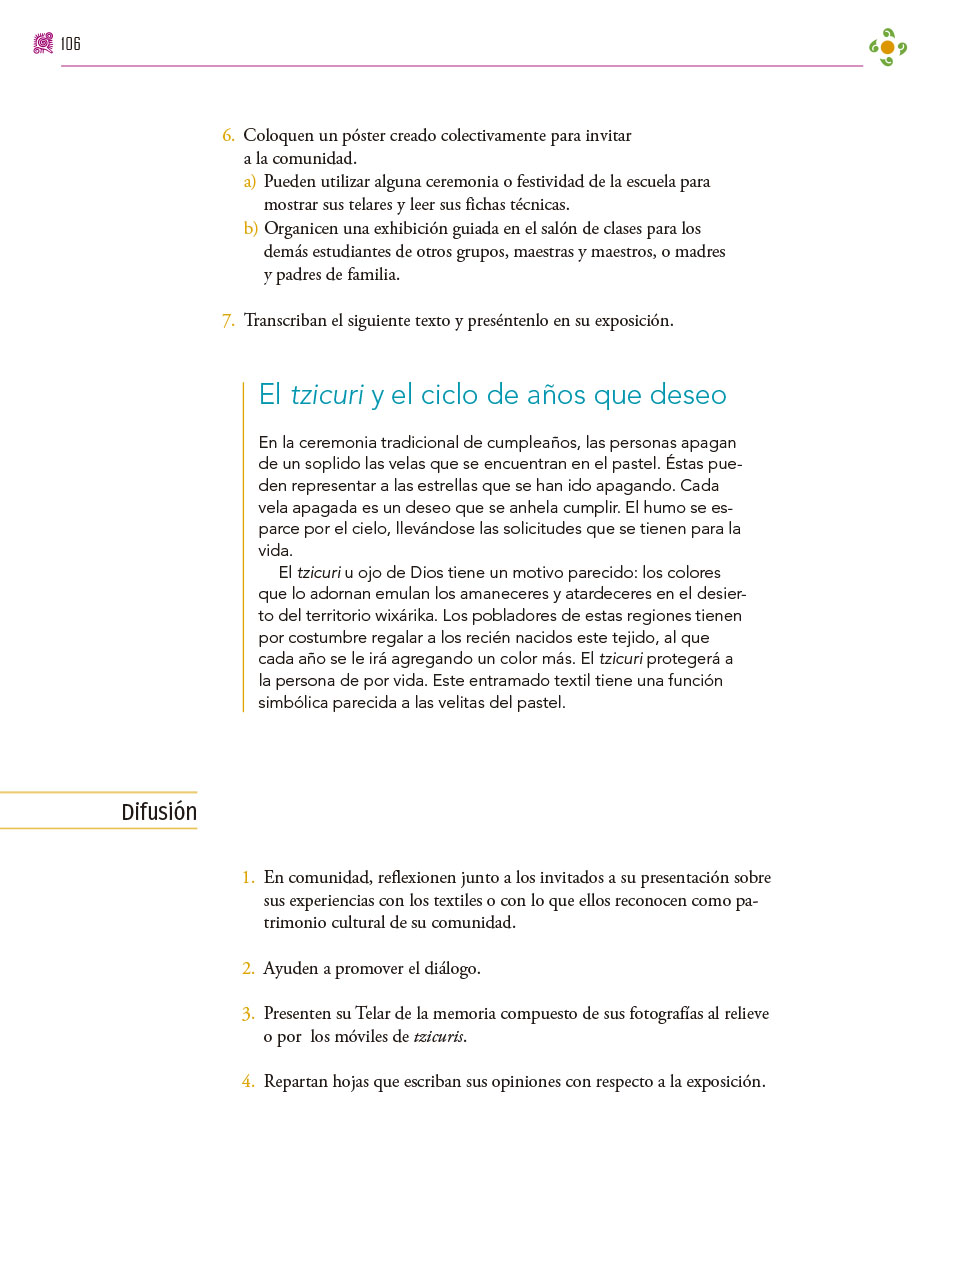 106
6. Coloquen un póster creado colectivamente para invitar
a la comunidad.
a) Pueden utilizar alguna ceremonia o festividad de la escuela para
mostrar sus telares y leer sus fichas técnicas.
b) Organicen una exhibición guiada en el salón de clases para los
demás estudiantes de otros grupos, maestras y maestros, o madres
y padres de familia.
7. Transcriban el siguiente texto y preséntenlo en su exposición.
El tzicuri y el ciclo de años que deseo
En la ceremonia tradicional de cumpleaños, las personas apagan
de un soplido las velas que se encuentran en el pastel. Éstas pue-
den representar a las estrellas que se han ido apagando. Cada
vela apagada es un deseo que se anhela cumplir. El humo se es-
parce por el cielo, llevándose las solicitudes que se tienen para la
vida.
El tzicuri u ojo de Dios tiene un motivo parecido: los colores
que lo adornan emulan los amaneceres y atardeceres en el desier-
to del territorio wixárika. Los pobladores de estas regiones tienen
por costumbre regalar a los recién nacidos este tejido, al que
cada año se le irá agregando un color más. El tzicuri protegerá a
la persona de por vida. Este entramado textil tiene una función
simbólica parecida a las velitas del pastel.
Difusión
1. En comunidad, reflexionen junto a los invitados a su presentación sobre
sus experiencias con los textiles o con lo que ellos reconocen como pa-
trimonio cultural de su comunidad.
2. Ayuden a promover el diálogo.
3. Presenten su Telar de la memoria compuesto de sus fotografías al relieve
o por los móviles de tzicuris.
4. Repartan hojas que escriban sus opiniones con respecto a la exposición.